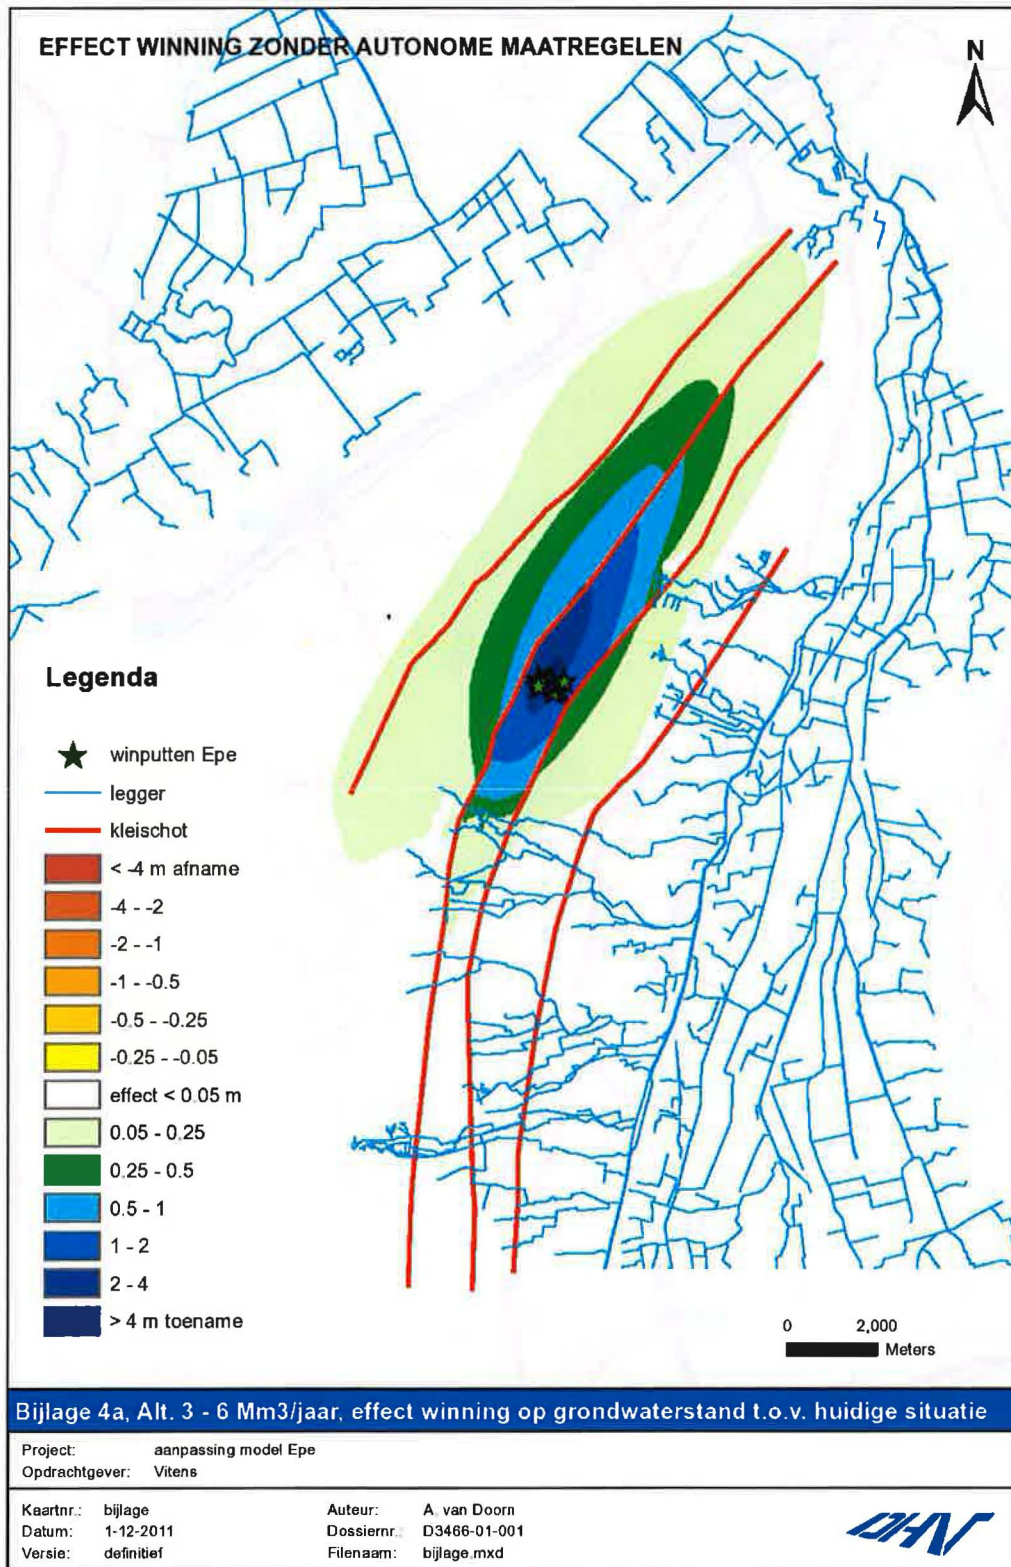 EFFECT WINNING ZONDER AUTONOME MAATREGELEN
N
Legenda
winputten Epe
legger
kleischot
< -4 m afname
-4 - -2
-2 - -1
-1 - -0.5
-0.5 - -0.25
-0.25 - -0.05
effect < 0.05 m
0.05 - 0.25
0.25 - 0.5
0.5 - 1
1 - 2
2 - 4
> 4 m toename
0 2,000
Meters
Bijlage 4a, Alt. 3 - 6 Mm3/jaar, effect winning op grondwaterstand t.o.v. huidige situatie
Project: aanpassing model Epe
Opdrachtgever: Vitens
Kaartnr.: bijlage Auteur: A. van Doorn
Datum: 1-12-2011 Dossiernr.: D3466-01-001
Versie: definitief Filenaam: bijlage.mxd
DHV